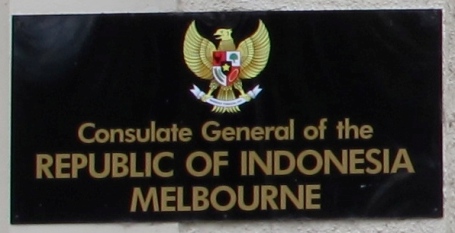 Consulate General of the
REPUBLIC OF INDONESIA
MELBOURNE